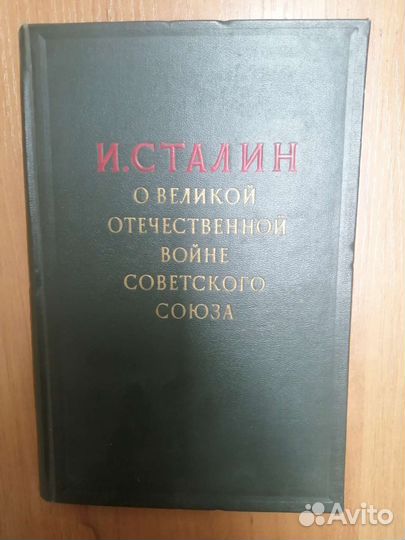 И.СТАЛИН
О ВЕЛИКОЙ
ОТЕЧЕСТВЕННОЙ
ВОЙНЕ
СОВЕТСКОГО
СОЮЗА
Avito